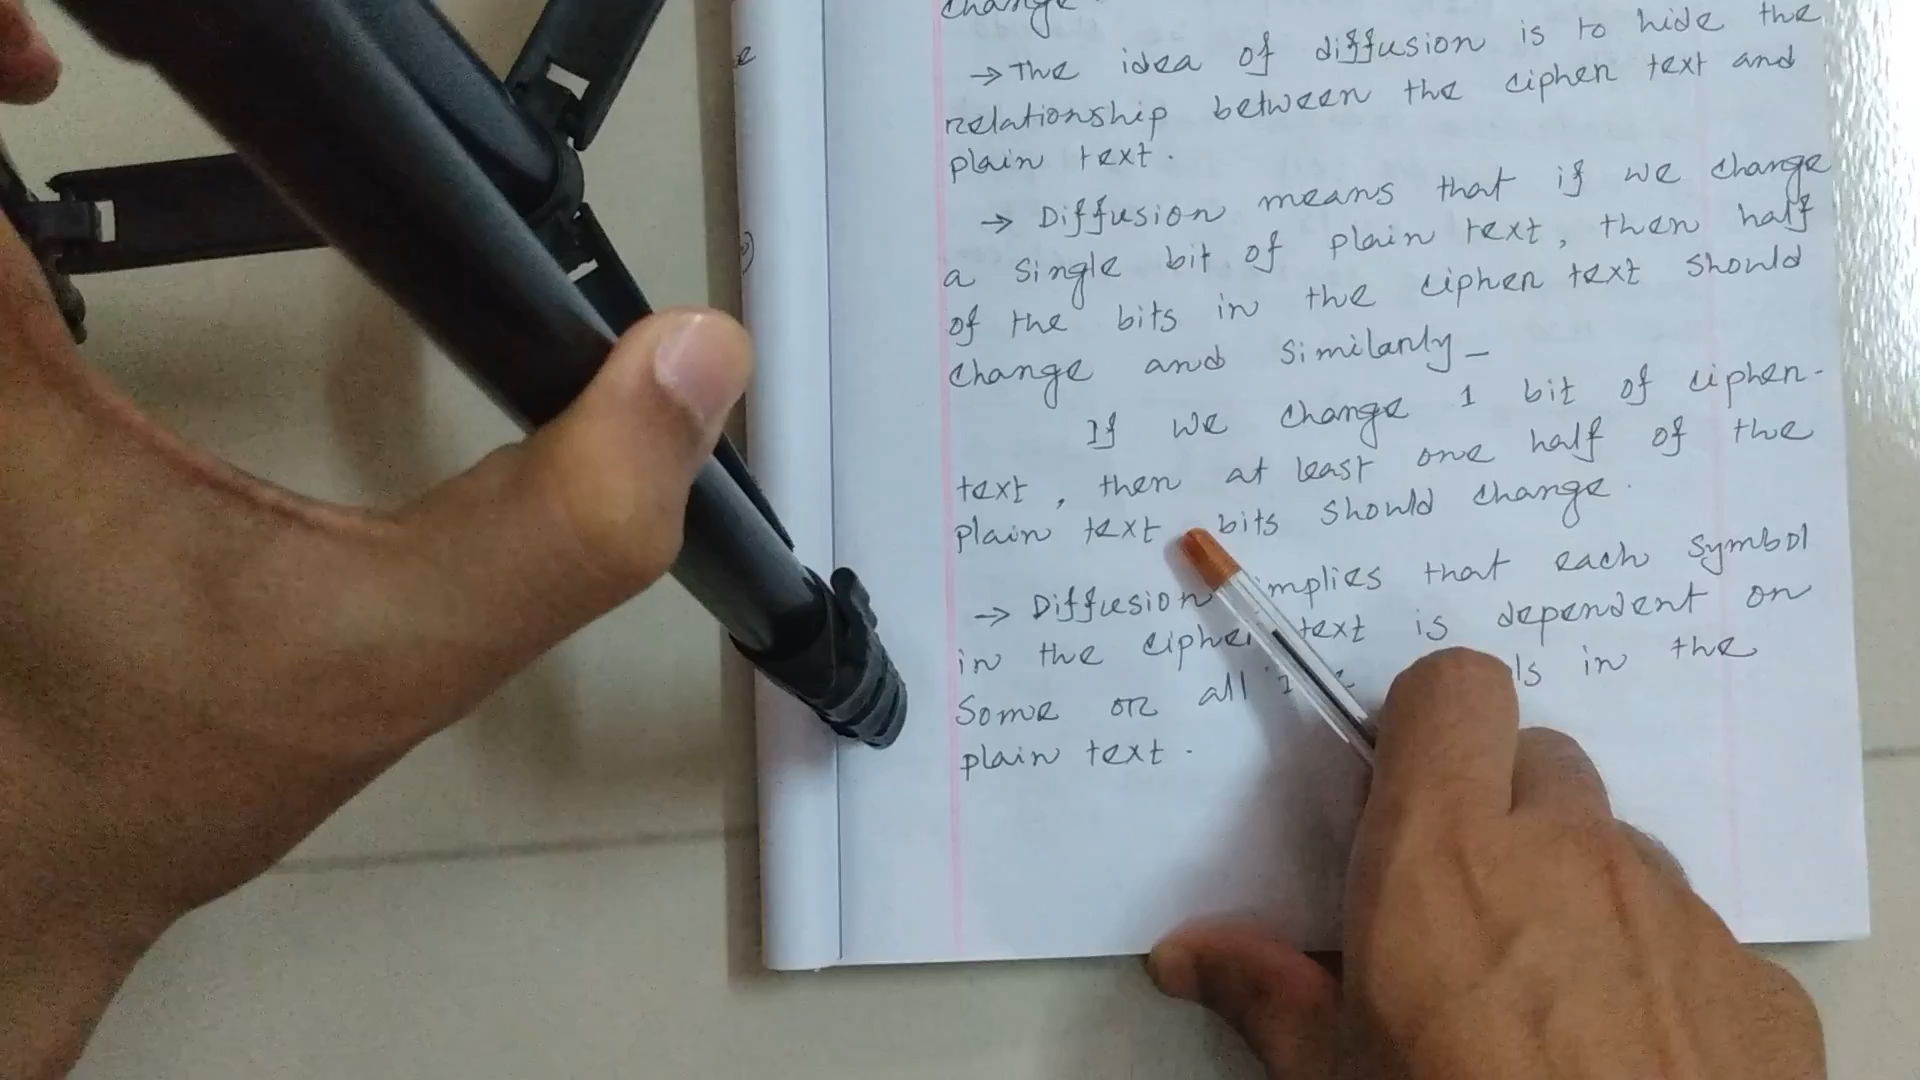 change.
→ The idea of diffusion is to hide the
relationship between the cipher text and
plain text.
→ Diffusion means that if we change
a single bit of plain text, then half
of the bits in the cipher text should
change and similarly –
If we change 1 bit of cipher-
text, then at least one half of the
plain text bits should change.
→ Diffusion implies that each symbol
in the cipher text is dependent on
some or all in the
plain text.